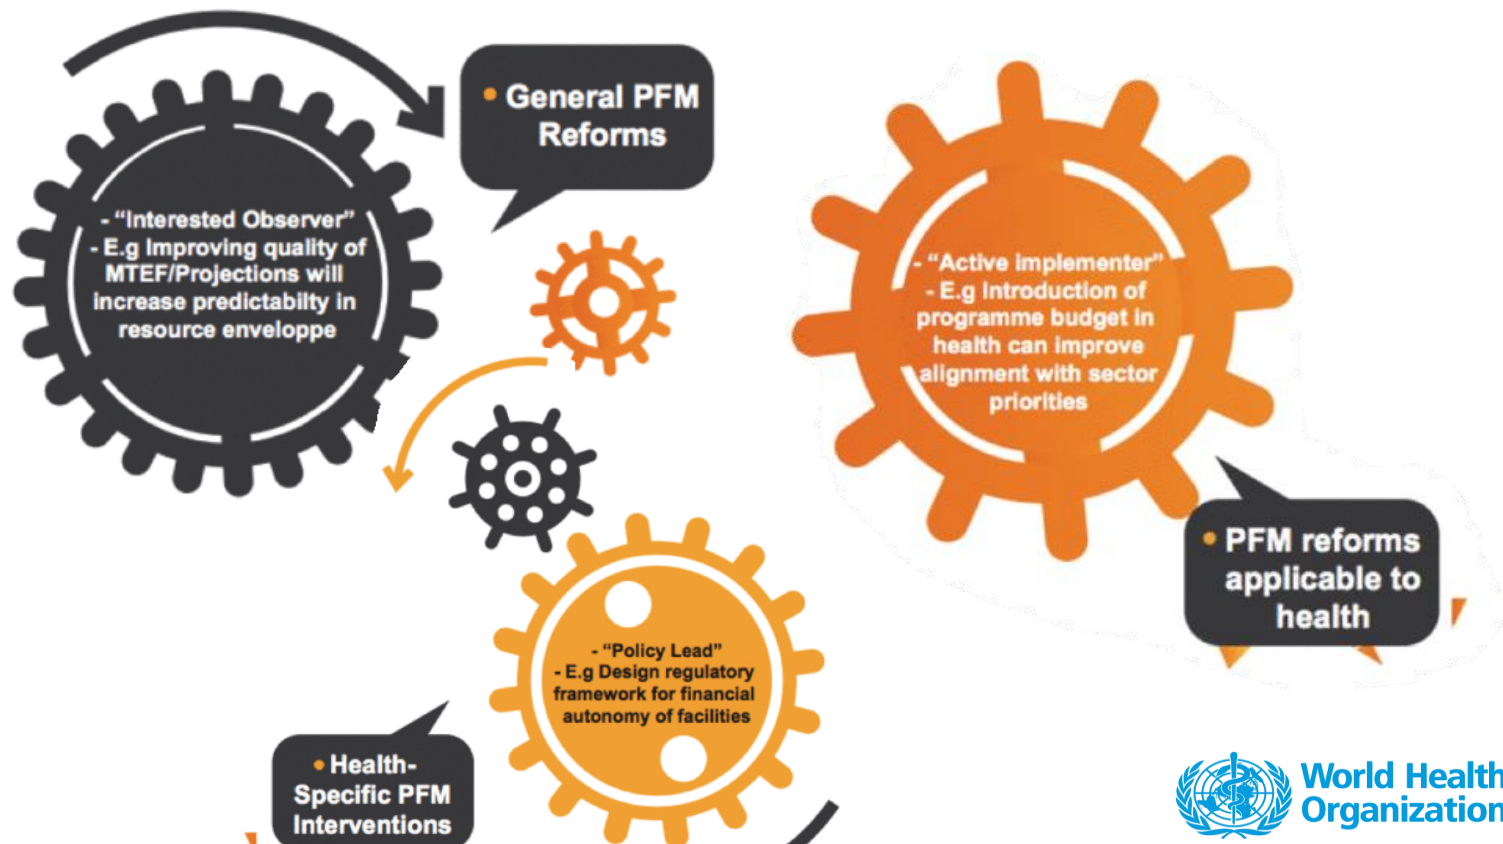 • General PFM
Reforms
- “Interested Observer”
- E.g Improving quality of
MTEF/Projections will
increase predictabilty in
resource enveloppe
- “Active implementer”
- E.g Introduction of
programme budget in
health can improve
alignment with sector
priorities
• PFM reforms
applicable to
health
- “Policy Lead”
- E.g Design regulatory
framework for financial
autonomy of facilities
• Health-
Specific PFM
Interventions
World Health
Organization